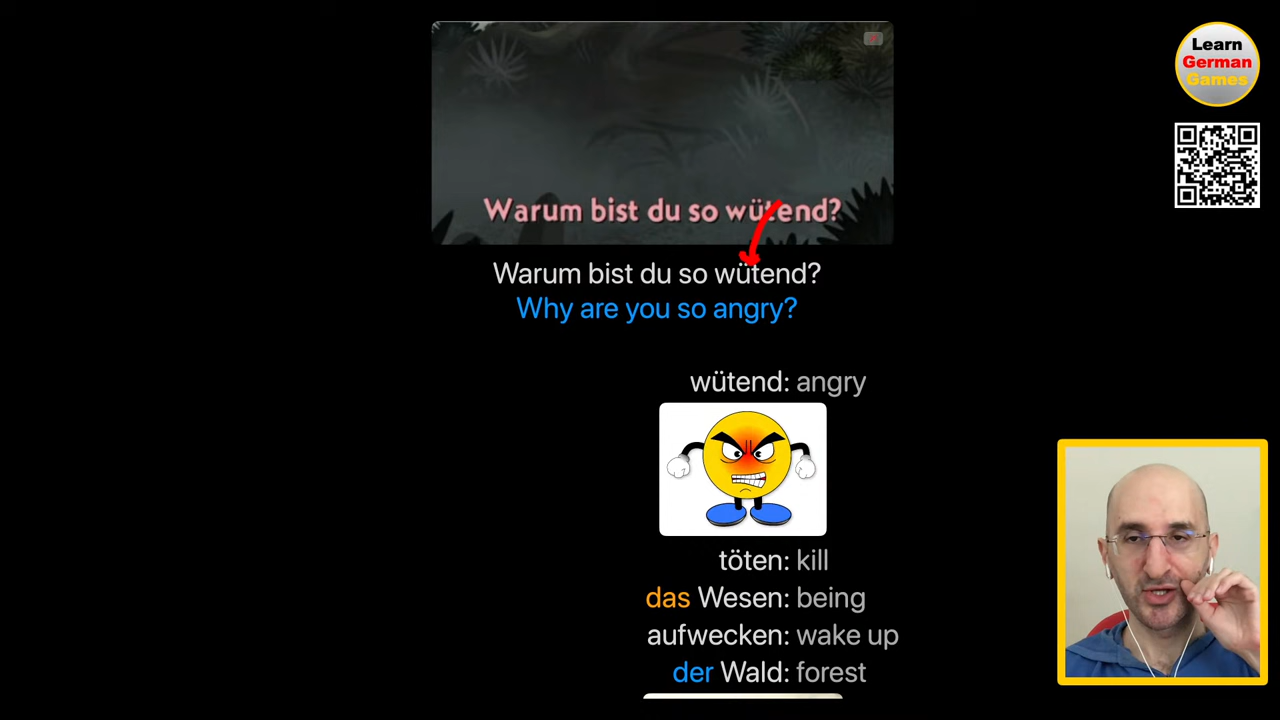 Warum bist du so wütend?
Warum bist du so wütend?
Why are you so angry?
wütend: angry
töten: kill
das Wesen: being
aufwecken: wake up
der Wald: forest
Learn
German
Games